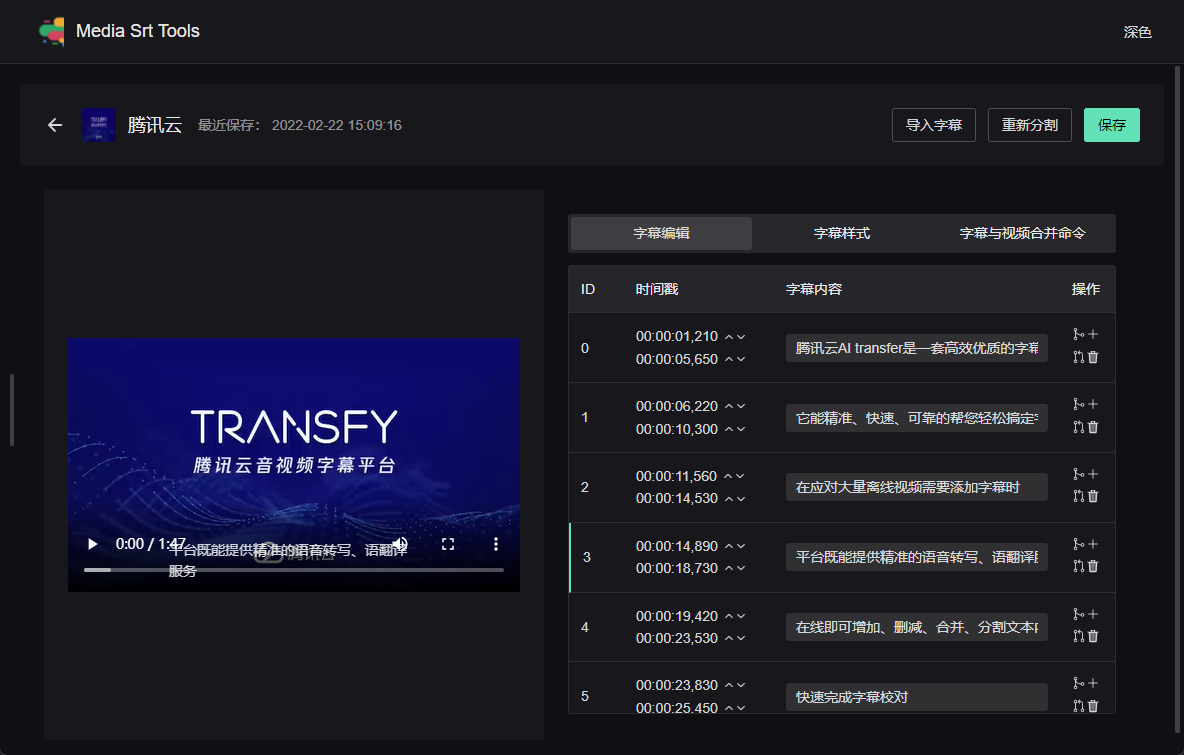 Media Srt Tools
深色
腾讯云 最近保存： 2022-02-22 15:09:16
导入字幕 重新分割 保存
字幕编辑 字幕样式 字幕与视频合并命令
ID 时间戳 字幕内容 操作
0 00:00:01,210 00:00:05,650 腾讯云AI transfer是一套高效优质的字幕
1 00:00:06,220 00:00:10,300 它能精准、快速、可靠的帮您轻松搞定
2 00:00:11,560 00:00:14,530 在应对大量离线视频需要添加字幕时
3 00:00:14,890 00:00:18,730 平台既能提供精准的语音转写、语翻译
4 00:00:19,420 00:00:23,530 在线即可增加、删减、合并、分割文本
5 00:00:23,830 00:00:25,450 快速完成字幕校对
TRANSFY
腾讯云音视频字幕平台
0:00 / 1:47
平台既能提供精准的语音转写、语翻译
服务
腾讯云